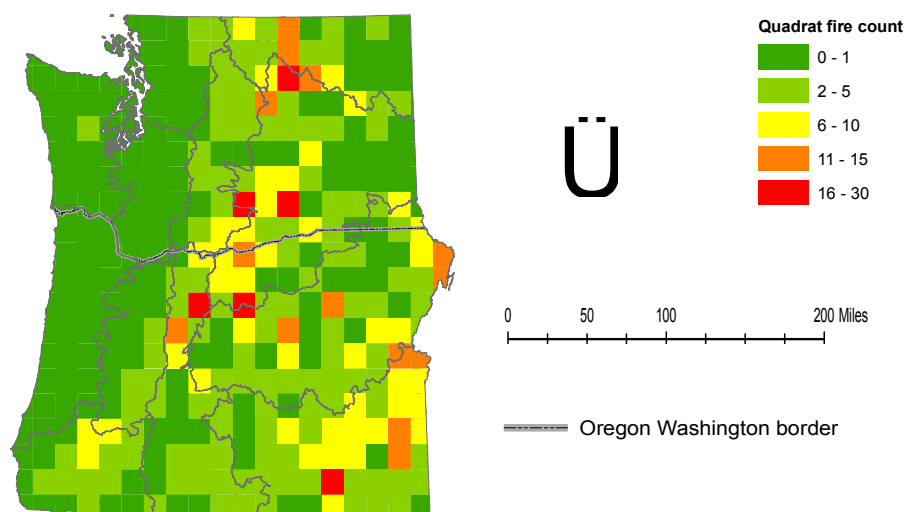 Quadrat fire count
0 - 1
2 - 5
6 - 10
11 - 15
16 - 30
Ü
0 50 100 200 Miles
Oregon Washington border